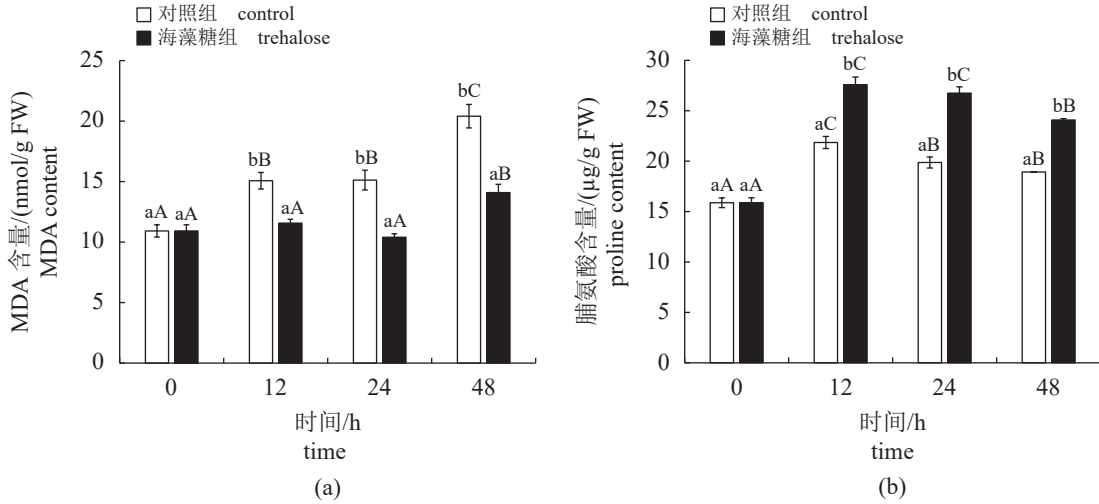 对照组 control
海藻糖组 trehalose
25
20
15
10
5
0
MDA 含量/(nmol/g FW)
MDA content
aA
aA
bB
aA
bB
aA
bC
aB
0
12
24
48
时间/h
time
(a)
对照组 control
海藻糖组 trehalose
30
25
20
15
10
5
0
脯氨酸含量/(μg/g FW)
proline content
aA
aA
aC
bC
aB
bC
aB
bB
0
12
24
48
时间/h
time
(b)